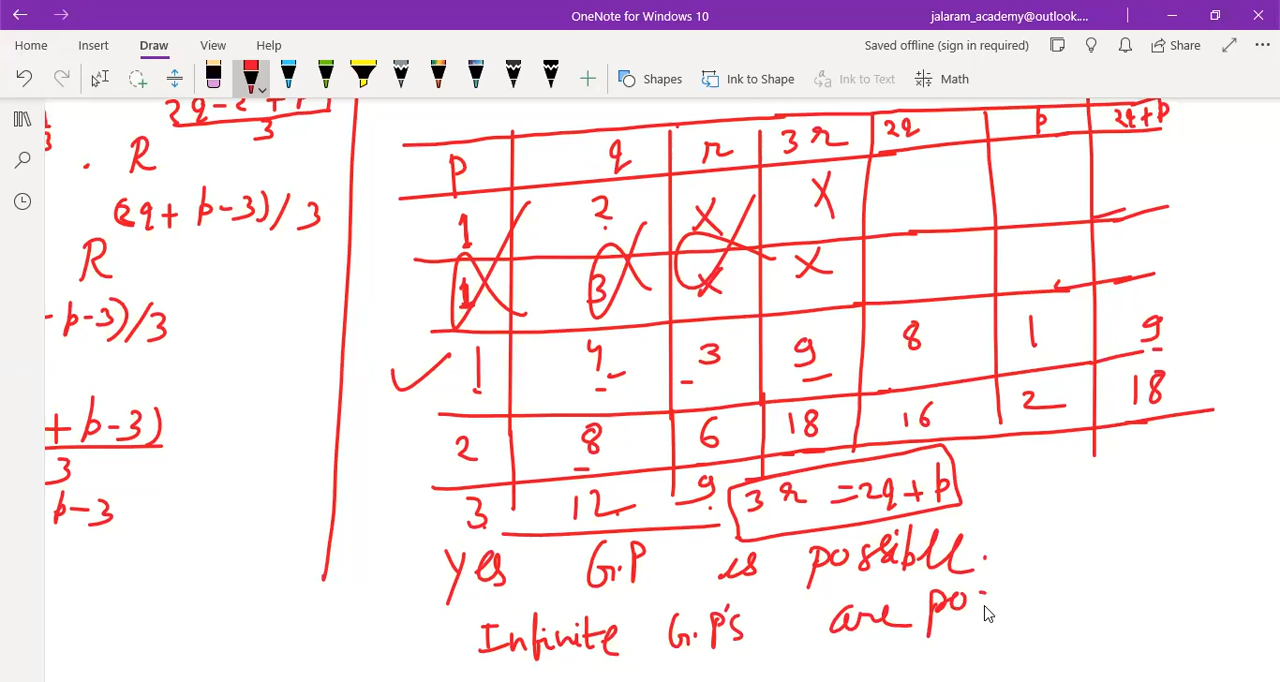 OneNote for Windows 10
jalaram_academy@outlook....
Home Insert Draw View Help
Saved offline (sign in required) Share
Shapes Ink to Shape Ink to Text Math
. R
(2q + p-3)/3
R
- p-3)/3
+ p-3)
3
p-3
p q r 3r 2q p 2q+p
1 2 X X
1 3 X X
1 4 3 9 8 1 9
2 8 6 18 16 2 18
3 12 9
3r = 2q+p
Yes G.P is possible.
Infinite G.P's are po